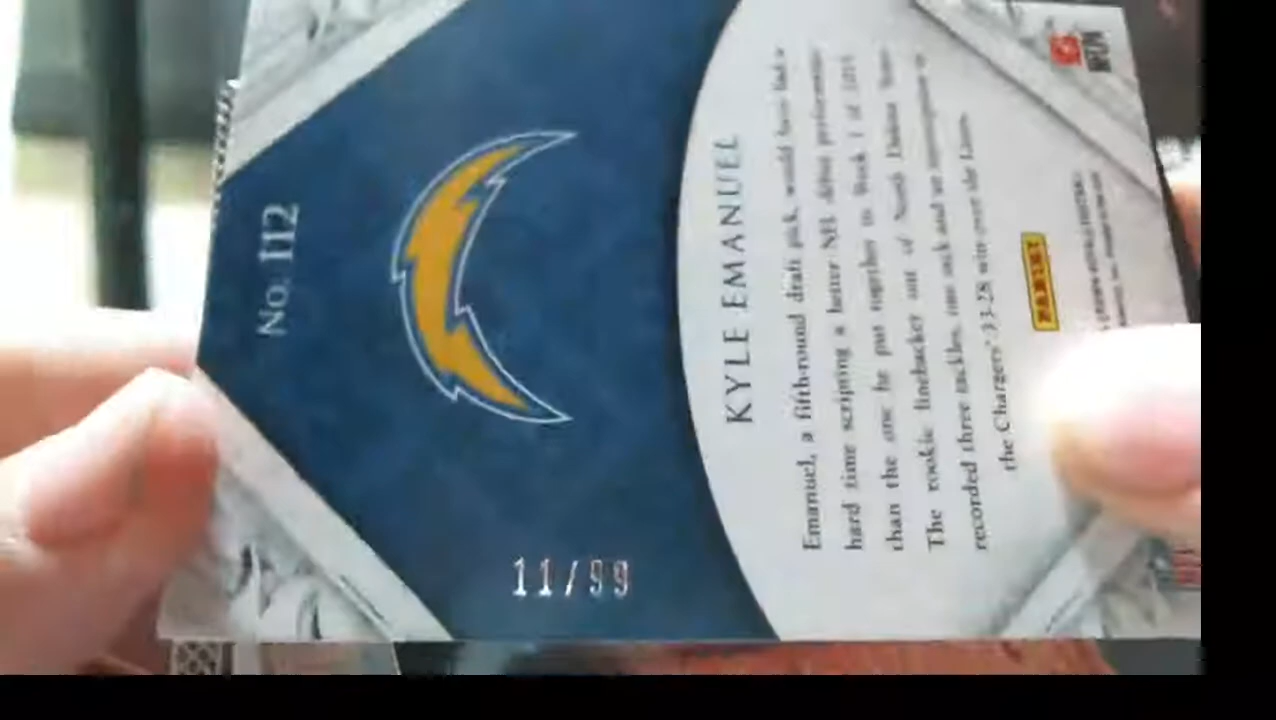 No. 112
11/99
KYLE EMANUEL
Emanuel, a fifth-round draft pick, would have had a
hard time scripting a better NFL debut performance
than the one he put together in Week 1 of 2015.
The rookie linebacker out of North Dakota State
recorded three tackles, one sack and an interception in
the Chargers' 33-28 win over the Lions.
PANINI